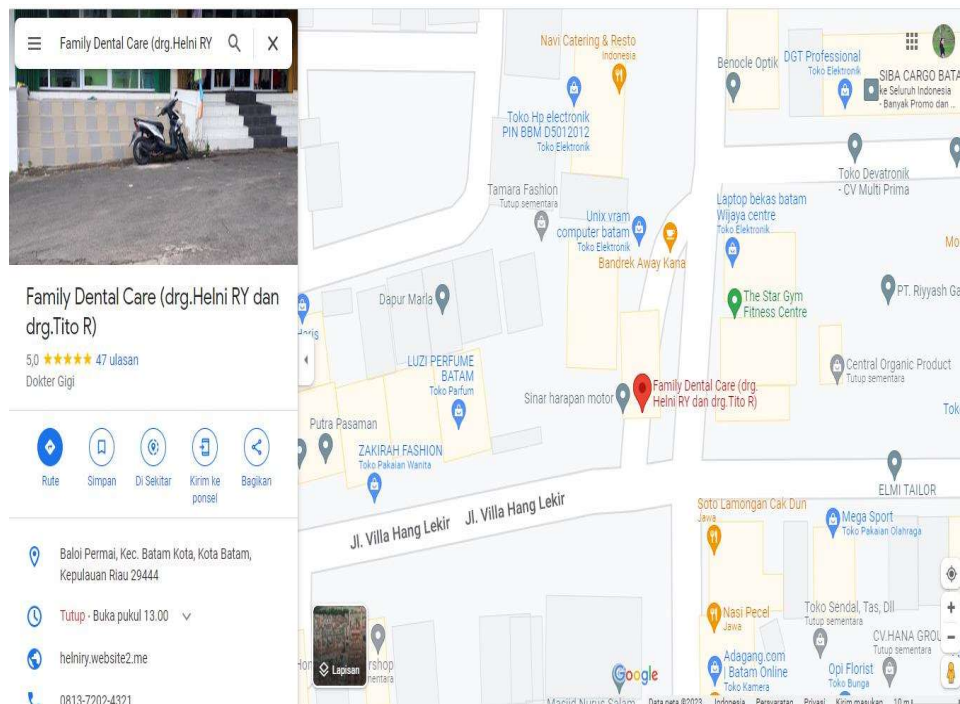 Family Dental Care (drg.Helni RY
Family Dental Care (drg.Helni RY dan
drg.Tito R)
5,0
47 ulasan
Dokter Gigi
Rute
Simpan
Di Sekitar
Kirim ke
ponsel
Bagikan
Baloi Permai, Kec. Batam Kota, Kota Batam,
Kepulauan Riau 29444
Tutup · Buka pukul 13.00
helniry.website2.me
0813-7202-4321
Navi Catering & Resto
Indonesia
Toko Hp electronik
PIN BBM D5012012
Toko Elektronik
Benocle Optik
DGT Professional
Toko Elektronik
SIBA CARGO BATA
ke Seluruh Indonesia
- Banyak Promo dan ...
Toko Devatronik
- CV Multi Prima
Tamara Fashion
Tutup sementara
Unix vram
computer batam
Toko Elektronik
Bandrek Away Kana
Laptop bekas batam
Wijaya centre
Toko Elektronik
Mo
Dapur Marla
The Star Gym
Fitness Centre
PT. Riyyash Ga
Haris
LUZI PERFUME
BATAM
Toko Parfum
Sinar harapan motor
Family Dental Care (drg.
Helni RY dan drg.Tito R)
Central Organic Product
Tutup sementara
Tok
Putra Pasaman
ZAKIRAH FASHION
Toko Pakaian Wanita
ELMI TAILOR
Jl. Villa Hang Lekir
Jl. Villa Hang Lekir
Soto Lamongan Cak Dun
Jawa
Mega Sport
Toko Pakaian Olahraga
Nasi Pecel
Jawa
Toko Sendal, Tas, Dll
Tutup sementara
CV.HANA GROU
Tutup sementara
Adagang.com
| Batam Online
Toko Kamera
Opi Florist
Toko Bunga
Lapisan
Google
Masjid Nurus Salam
Data peta ©2023
Indonesia
Persyaratan
Privasi
Kirim masukan
10 m